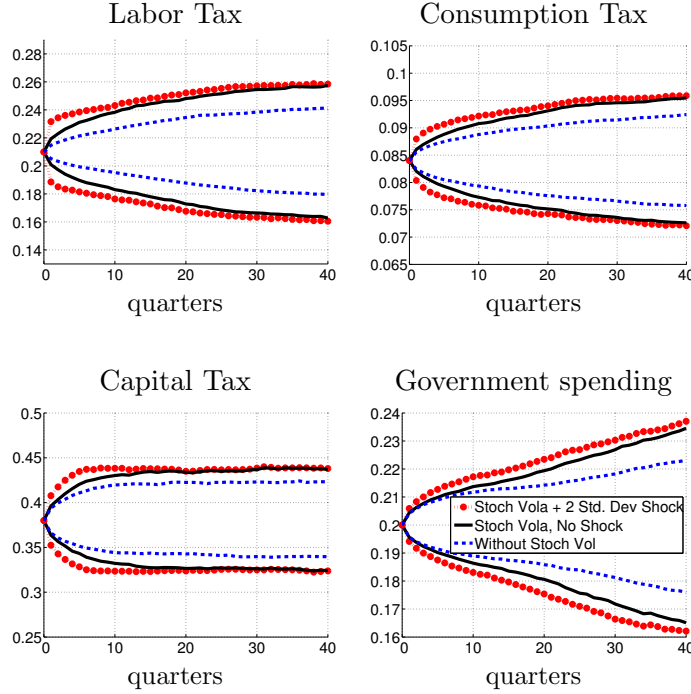 Labor Tax
Consumption Tax
0.28
0.26
0.24
0.22
0.2
0.18
0.16
0.14
0 10 20 30 40
quarters
0.105
0.1
0.095
0.09
0.085
0.08
0.075
0.07
0.065
0 10 20 30 40
quarters
Capital Tax
Government spending
0.5
0.45
0.4
0.35
0.3
0.25
0 10 20 30 40
quarters
0.24
0.23
0.22
0.21
0.2
0.19
0.18
0.17
0.16
0 10 20 30 40
quarters
Stoch Vola + 2 Std. Dev Shock
Stoch Vola, No Shock
Without Stoch Vol